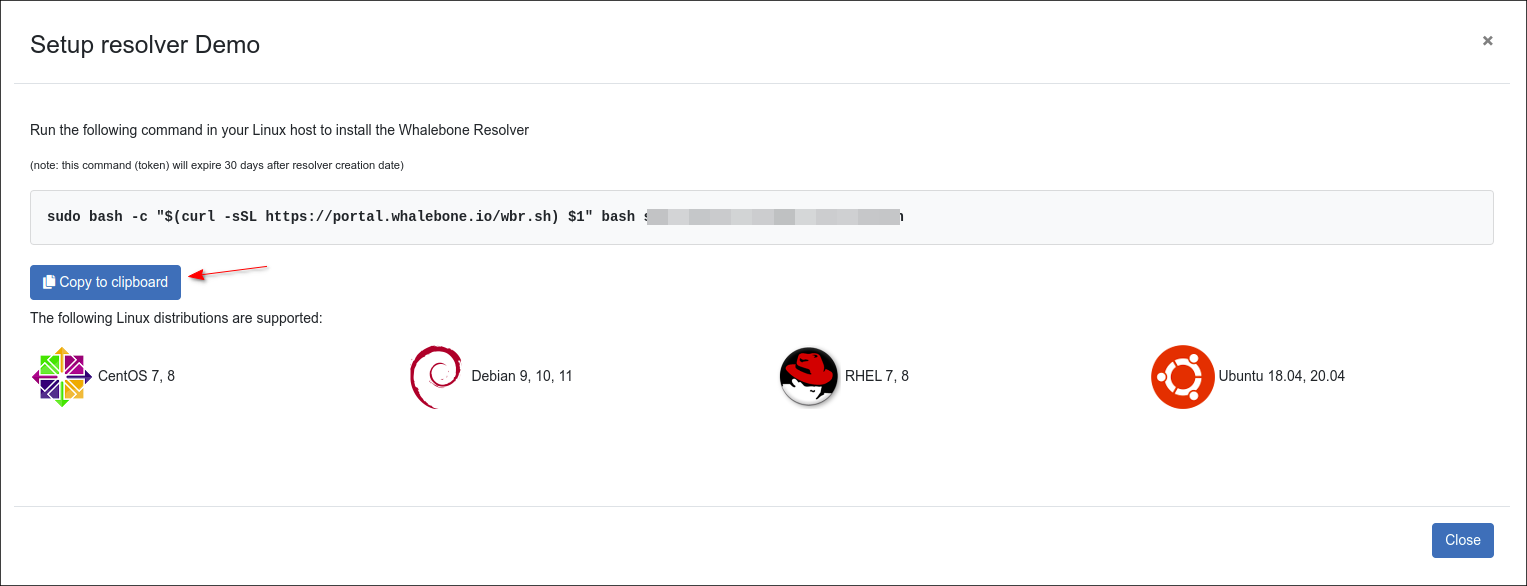 Setup resolver Demo
×
Run the following command in your Linux host to install the Whalebone Resolver
(note: this command (token) will expire 30 days after resolver creation date)
sudo bash -c "$(curl -sSL https://portal.whalebone.io/wbr.sh) $1" bash
Copy to clipboard
The following Linux distributions are supported:
CentOS 7, 8
Debian 9, 10, 11
RHEL 7, 8
Ubuntu 18.04, 20.04
Close